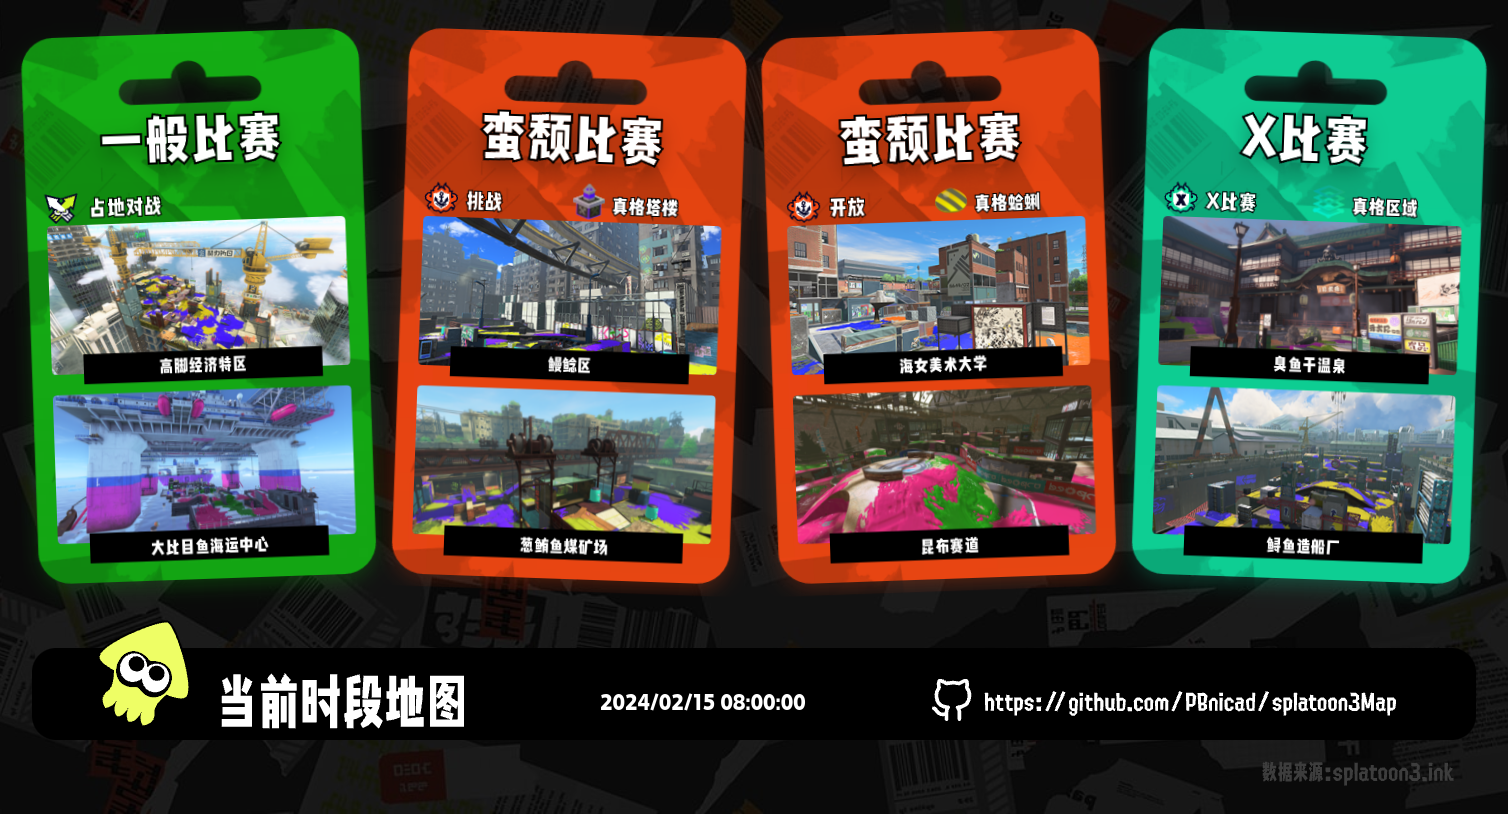 一般比赛
占地对战
高脚经济特区
大比目鱼海运中心
蛮颓比赛
挑战
真格塔楼
鳗鲶区
葱鲔鱼煤矿场
蛮颓比赛
开放
真格蛤蜊
海女美术大学
昆布赛道
X比赛
X比赛
真格区域
臭鱼干温泉
鲟鱼造船厂
当前时段地图
2024/02/15 08:00:00
https://github.com/PBnicad/splatoon3Map
数据来源:splatoon3.ink